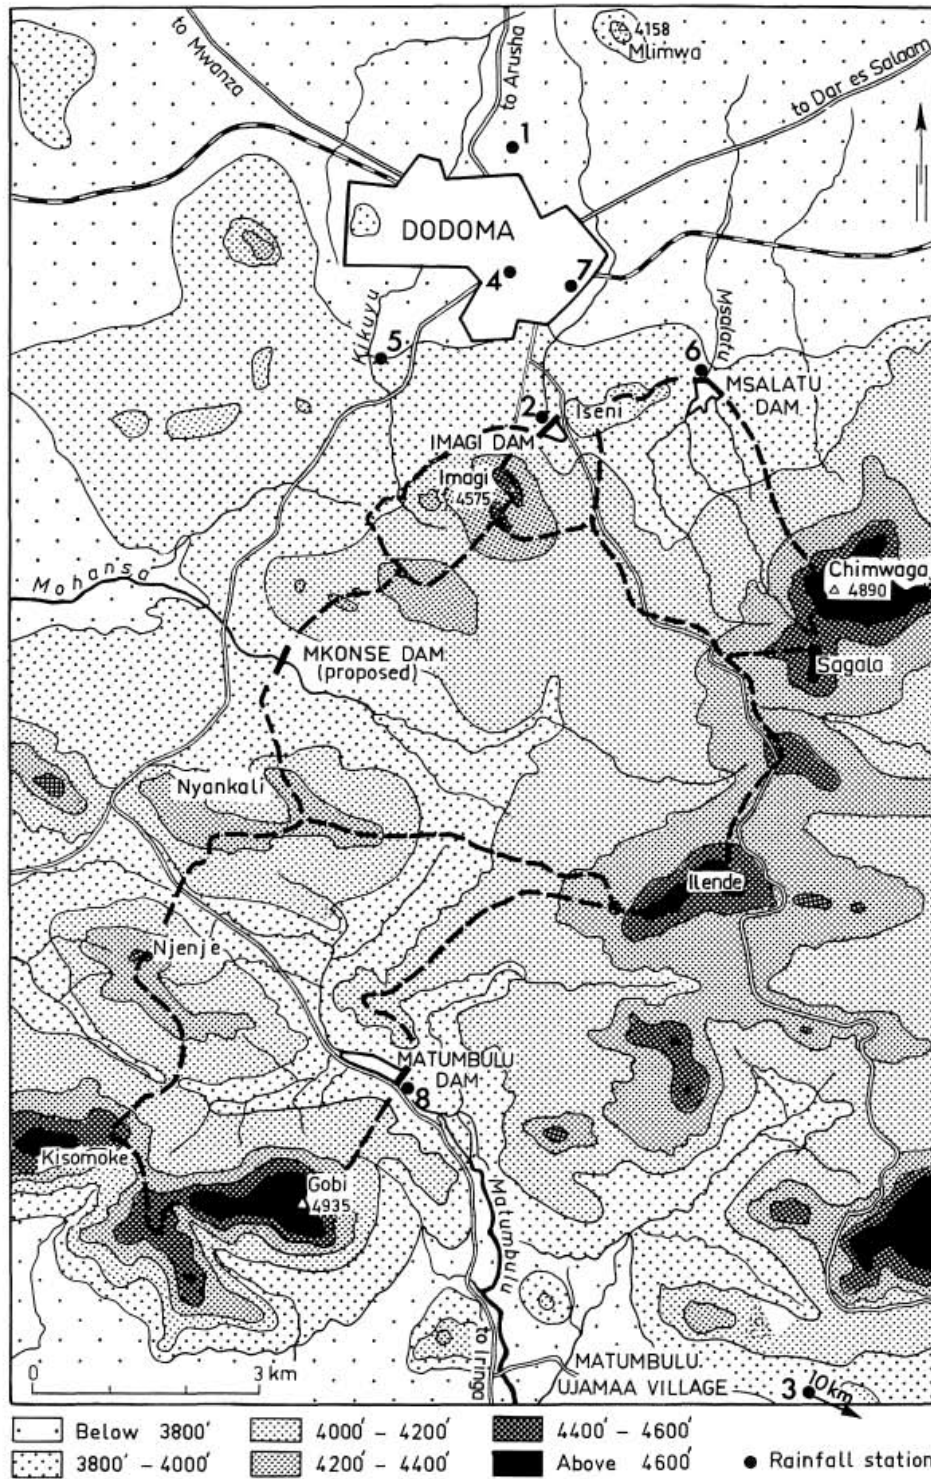 to Mwanza
to Arusha
△ 4158
Mlimwa
to Dar es Salaam
1
DODOMA
4
7
Kikuyu
5
Msalatu
6
MSALATU
DAM
2
Iseni
IMAGI DAM
Imagi
4575
Mohansa
Chimwaga
△ 4890
MKONSE DAM
(proposed)
Sagala
Nyankali
Ilende
Njenje
MATUMBULU
DAM
8
Kisomoke
Gobi
△ 4935
Matumbulu
to Iringa
MATUMBULU
UJAMAA VILLAGE
3
10 km
0
3 km
Below 3800'
4000' - 4200'
4400' - 4600'
3800' - 4000'
4200' - 4400'
Above 4600'
Rainfall station